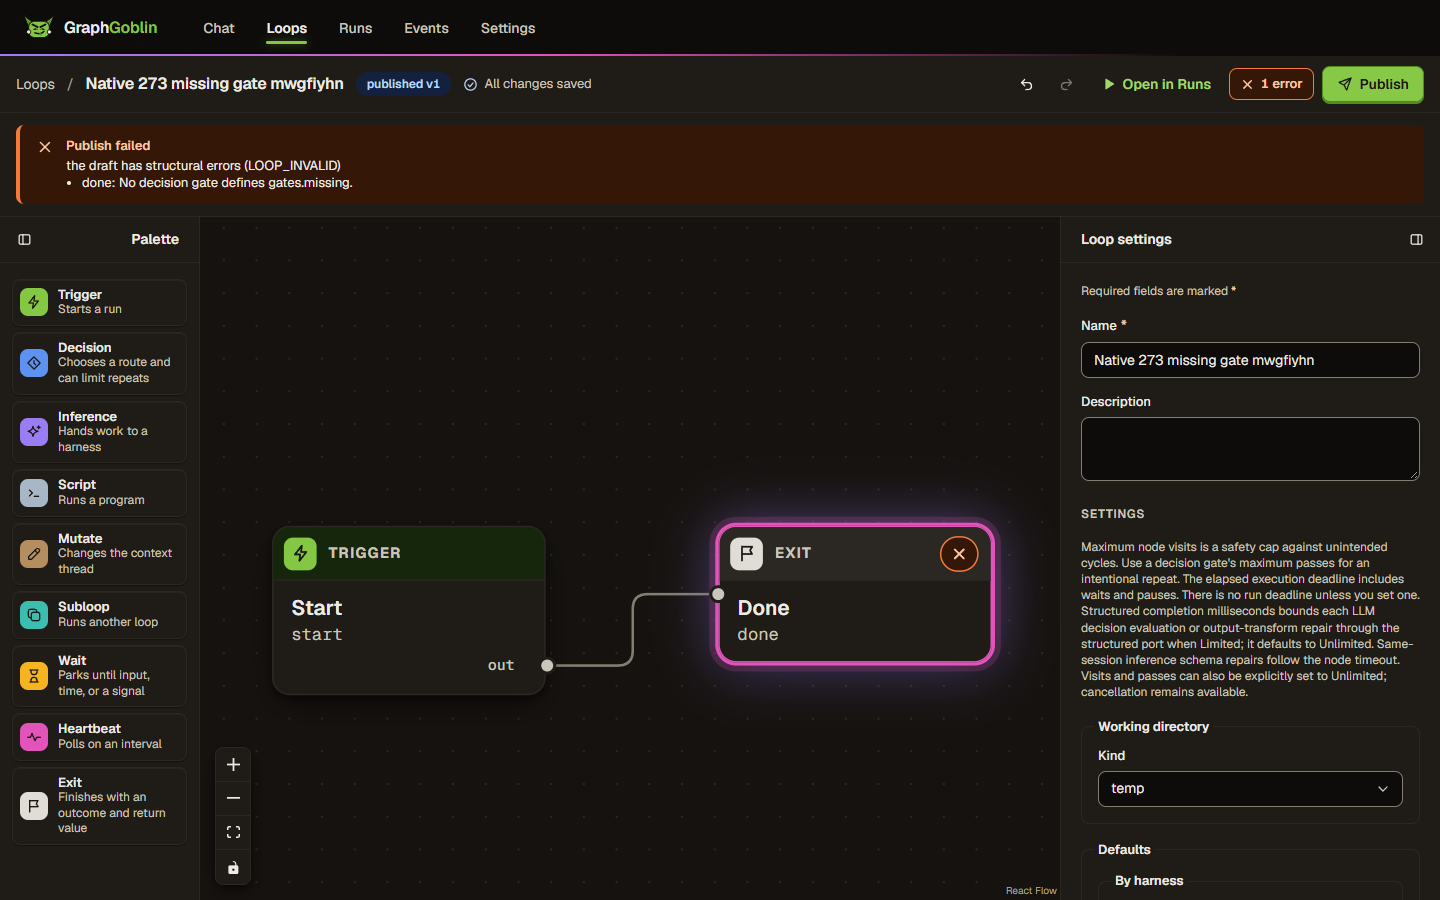 GraphGoblin
Chat
Loops
Runs
Events
Settings
Loops / Native 273 missing gate mwgfiyhn
published v1
All changes saved
Open in Runs
1 error
Publish
Publish failed
the draft has structural errors (LOOP_INVALID)
• done: No decision gate defines gates.missing.
Palette
Trigger
Starts a run
Decision
Chooses a route and
can limit repeats
Inference
Hands work to a
harness
Script
Runs a program
Mutate
Changes the context
thread
Subloop
Runs another loop
Wait
Parks until input,
time, or a signal
Heartbeat
Polls on an interval
Exit
Finishes with an
outcome and return
value
TRIGGER
Start
start
out
EXIT
Done
done
React Flow
Loop settings
Required fields are marked *
Name *
Native 273 missing gate mwgfiyhn
Description
SETTINGS
Maximum node visits is a safety cap against unintended
cycles. Use a decision gate's maximum passes for an
intentional repeat. The elapsed execution deadline includes
waits and pauses. There is no run deadline unless you set one.
Structured completion milliseconds bounds each LLM
decision evaluation or output-transform repair through the
structured port when Limited; it defaults to Unlimited. Same-
session inference schema repairs follow the node timeout.
Visits and passes can also be explicitly set to Unlimited;
cancellation remains available.
Working directory
Kind
temp
Defaults
By harness